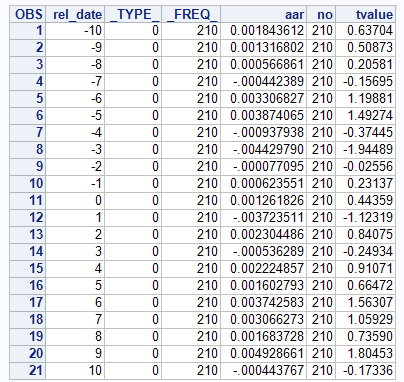 OBS rel_date _TYPE_ _FREQ_ aar no tvalue
1 -10 0 210 0.001843612 210 0.63704
2 -9 0 210 0.001316802 210 0.50873
3 -8 0 210 0.000566861 210 0.20581
4 -7 0 210 -.000442389 210 -0.15695
5 -6 0 210 0.003306827 210 1.19881
6 -5 0 210 0.003874065 210 1.49274
7 -4 0 210 -.000937938 210 -0.37445
8 -3 0 210 -.004429790 210 -1.94489
9 -2 0 210 -.000077095 210 -0.02556
10 -1 0 210 0.000623551 210 0.23137
11 0 0 210 0.001261826 210 0.44359
12 1 0 210 -.003723511 210 -1.12319
13 2 0 210 0.002304486 210 0.84075
14 3 0 210 -.000536289 210 -0.24934
15 4 0 210 0.002224857 210 0.91071
16 5 0 210 0.001602793 210 0.66472
17 6 0 210 0.003742583 210 1.56307
18 7 0 210 0.003066273 210 1.05929
19 8 0 210 0.001683728 210 0.73590
20 9 0 210 0.004928661 210 1.80453
21 10 0 210 -.000443767 210 -0.17336